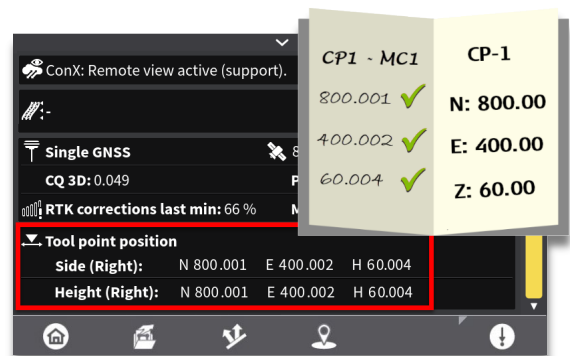 ConX: Remote view active (support).
-
Single GNSS 8
CQ 3D: 0.049 P
RTK corrections last min: 66 % M
Tool point position
Side (Right): N 800.001 E 400.002 H 60.004
Height (Right): N 800.001 E 400.002 H 60.004
CP1 - MC1
800.001
400.002
60.004
CP-1
N: 800.00
E: 400.00
Z: 60.00